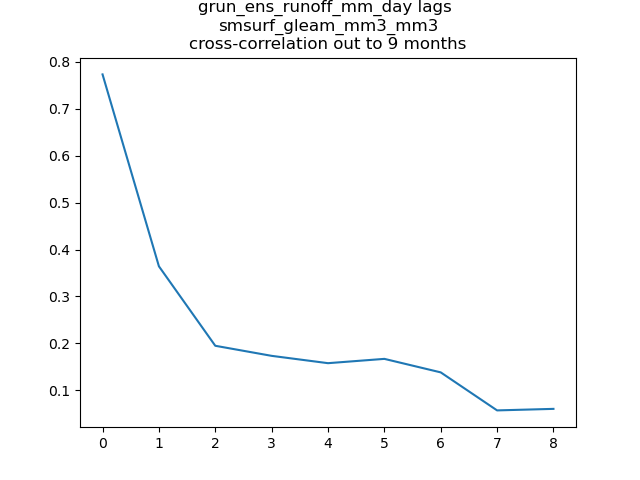 grun_ens_runoff_mm_day lags
smsurf_gleam_mm3_mm3
cross-correlation out to 9 months
0.8
0.7
0.6
0.5
0.4
0.3
0.2
0.1
0 1 2 3 4 5 6 7 8